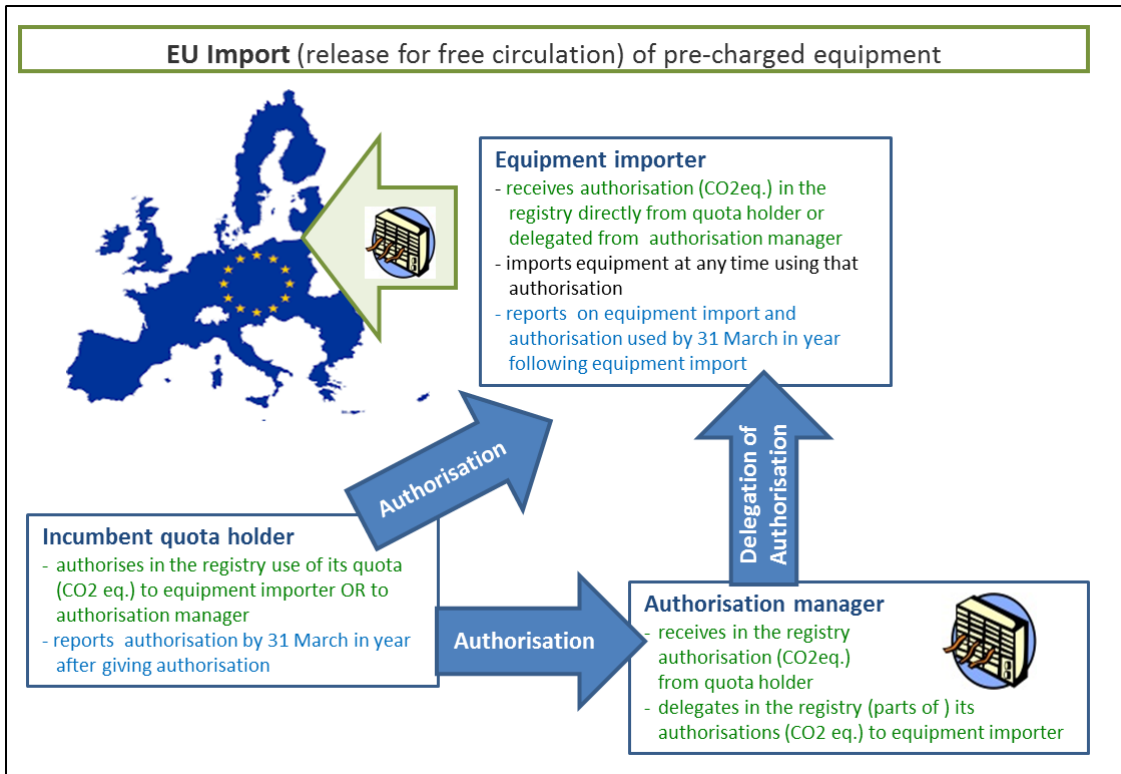 EU Import (release for free circulation) of pre-charged equipment
Equipment importer
- receives authorisation (CO2eq.) in the
registry directly from quota holder or
delegated from authorisation manager
- imports equipment at any time using that
authorisation
- reports on equipment import and
authorisation used by 31 March in year
following equipment import
Authorisation
Delegation of
Authorisation
Incumbent quota holder
- authorises in the registry use of its quota
(CO2 eq.) to equipment importer OR to
authorisation manager
- reports authorisation by 31 March in year
after giving authorisation
Authorisation
Authorisation manager
- receives in the registry
authorisation (CO2eq.)
from quota holder
- delegates in the registry (parts of ) its
authorisations (CO2 eq.) to equipment importer